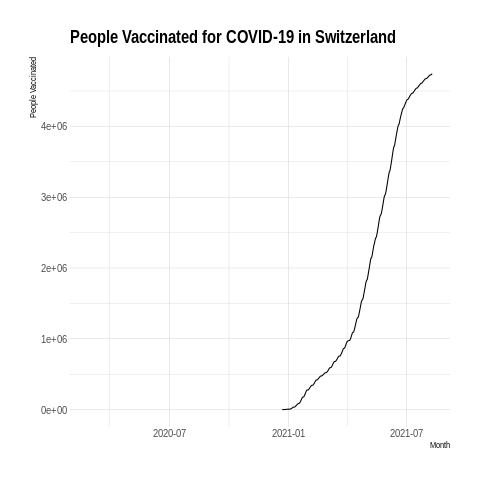 People Vaccinated for COVID-19 in Switzerland
People Vaccinated
4e+06
3e+06
2e+06
1e+06
0e+00
2020-07
2021-01
2021-07
Month